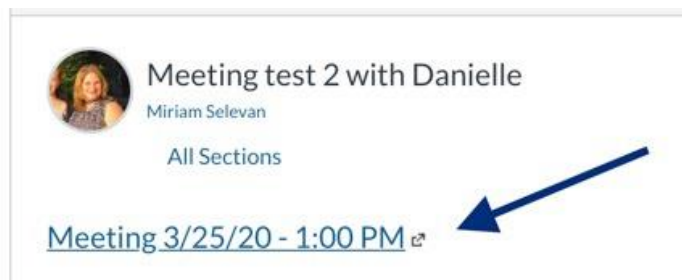 Meeting test 2 with Danielle
Miriam Selevan
All Sections
Meeting 3/25/20 - 1:00 PM